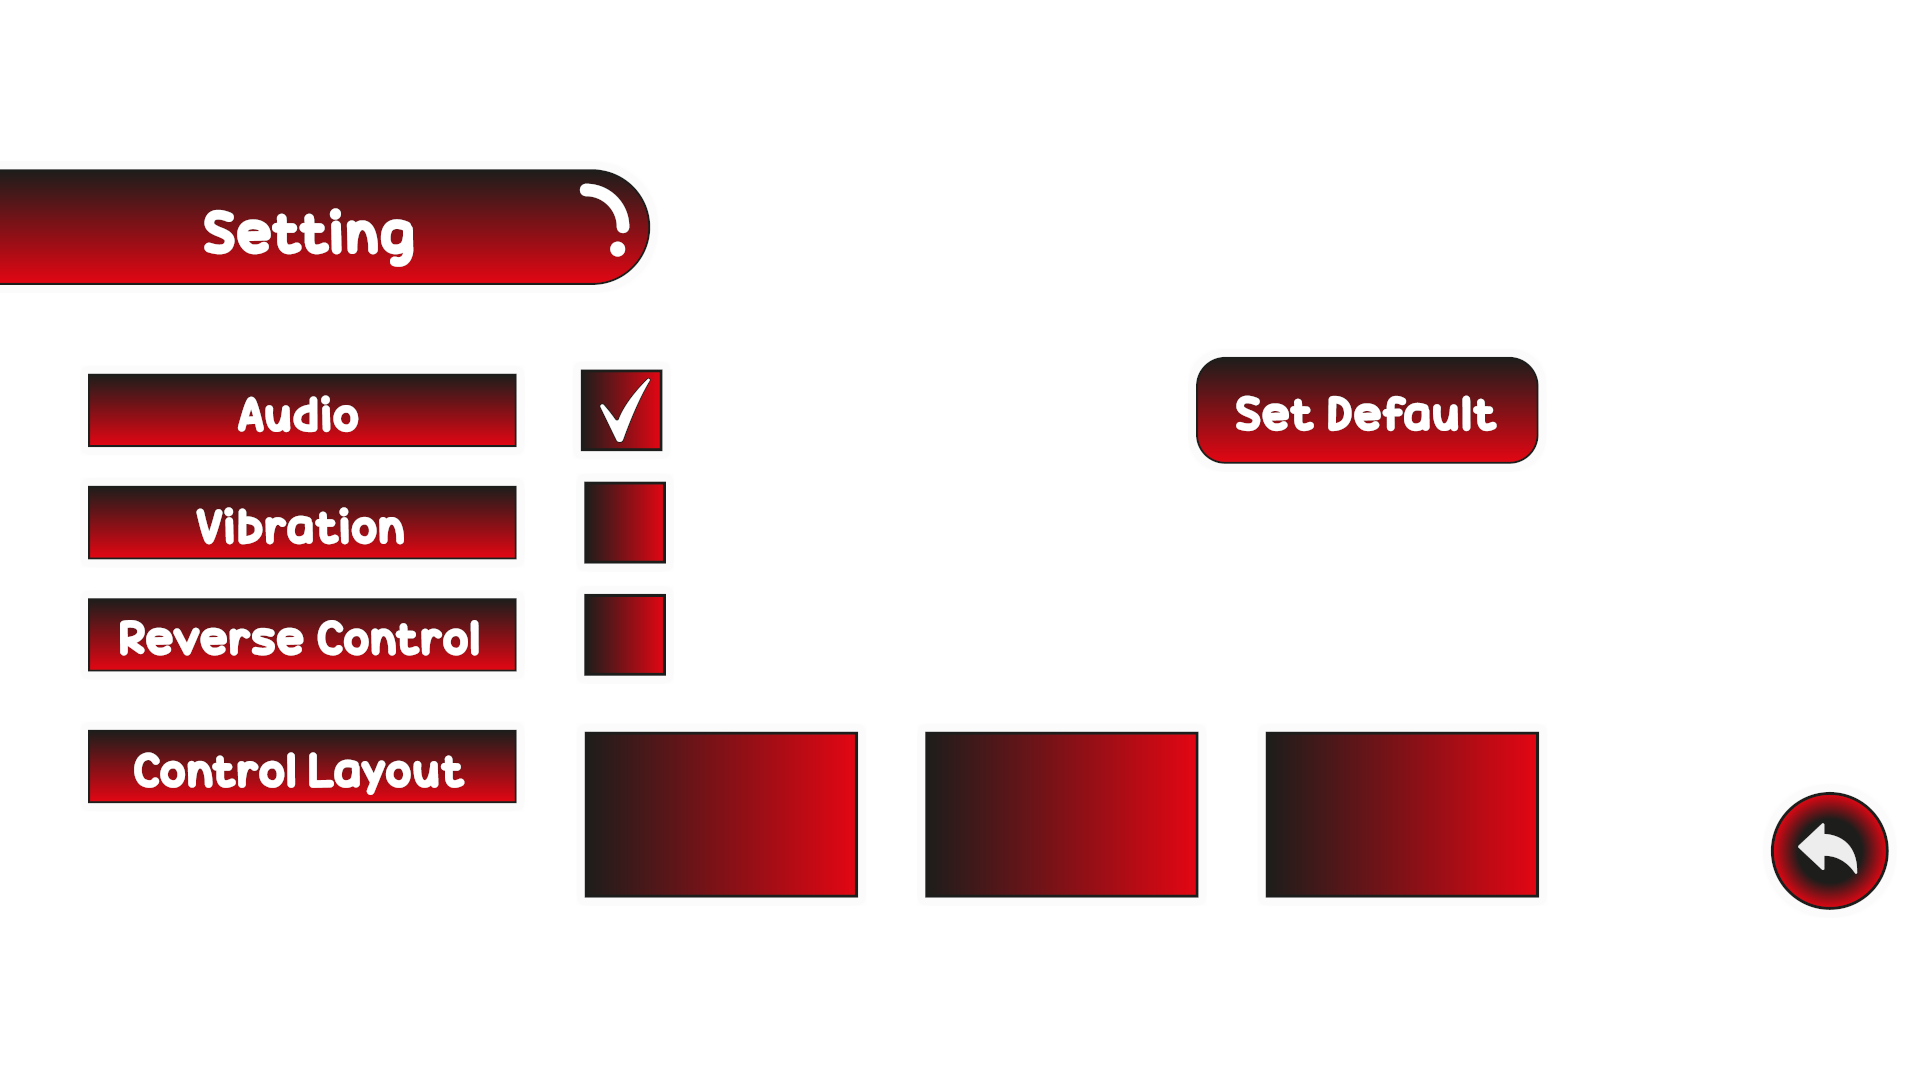 Setting
Audio
Set Default
Vibration
Reverse Control
Control Layout